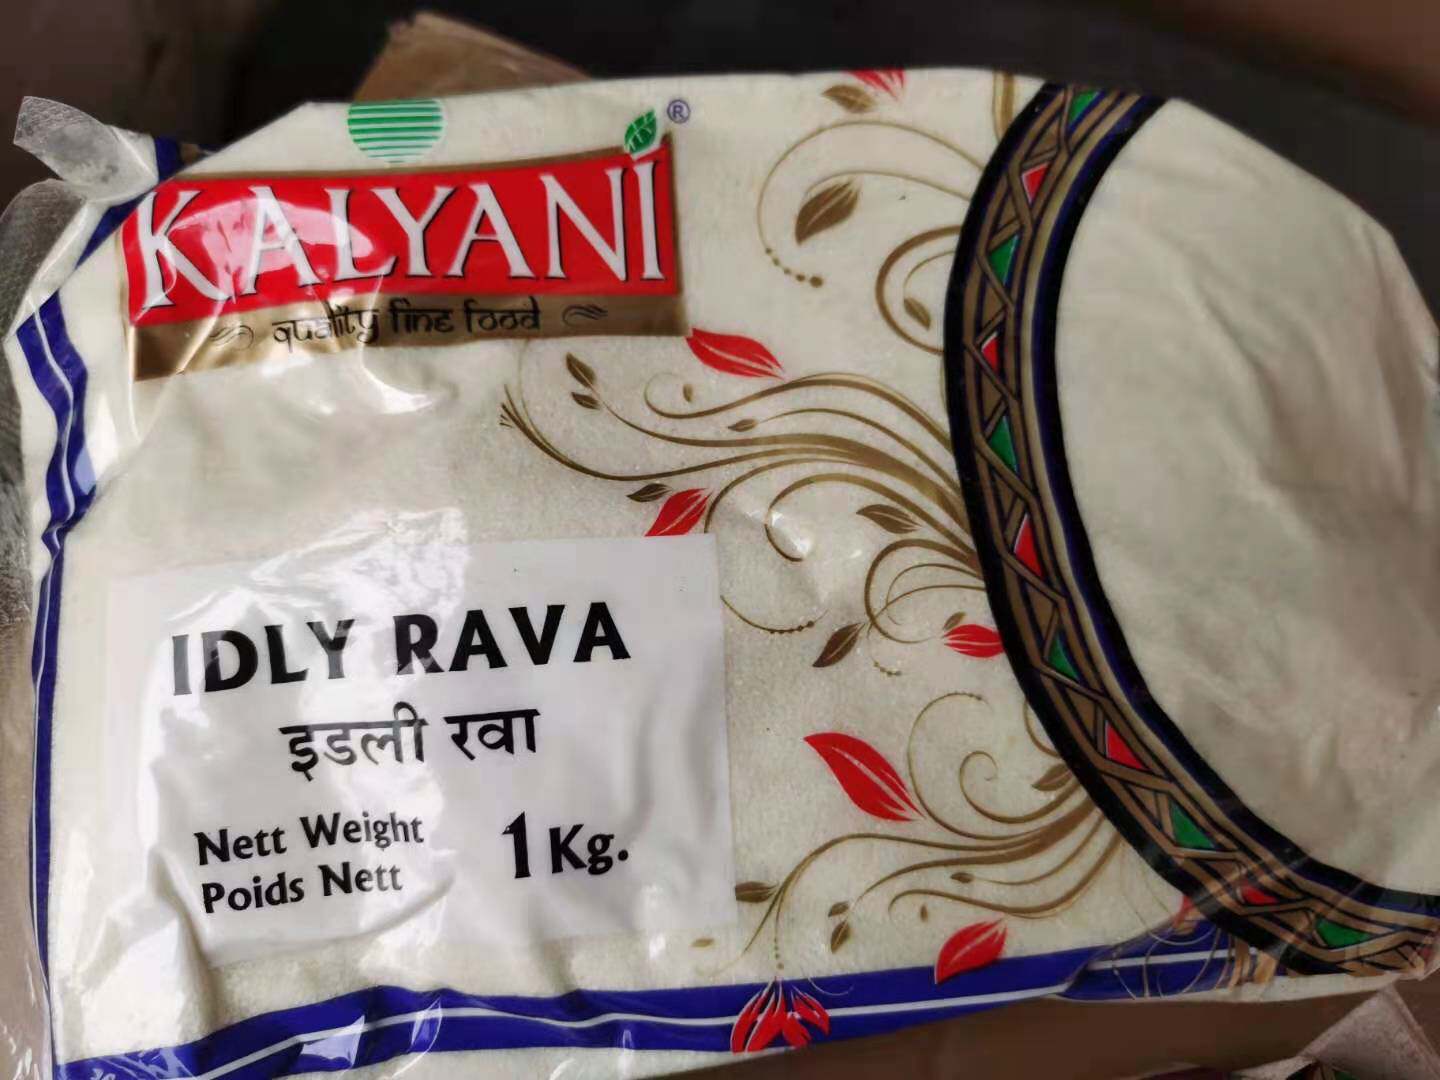 KALYANI ®
quality fine food
IDLY RAVA
इडली रवा
Nett Weight
Poids Nett
1 Kg.